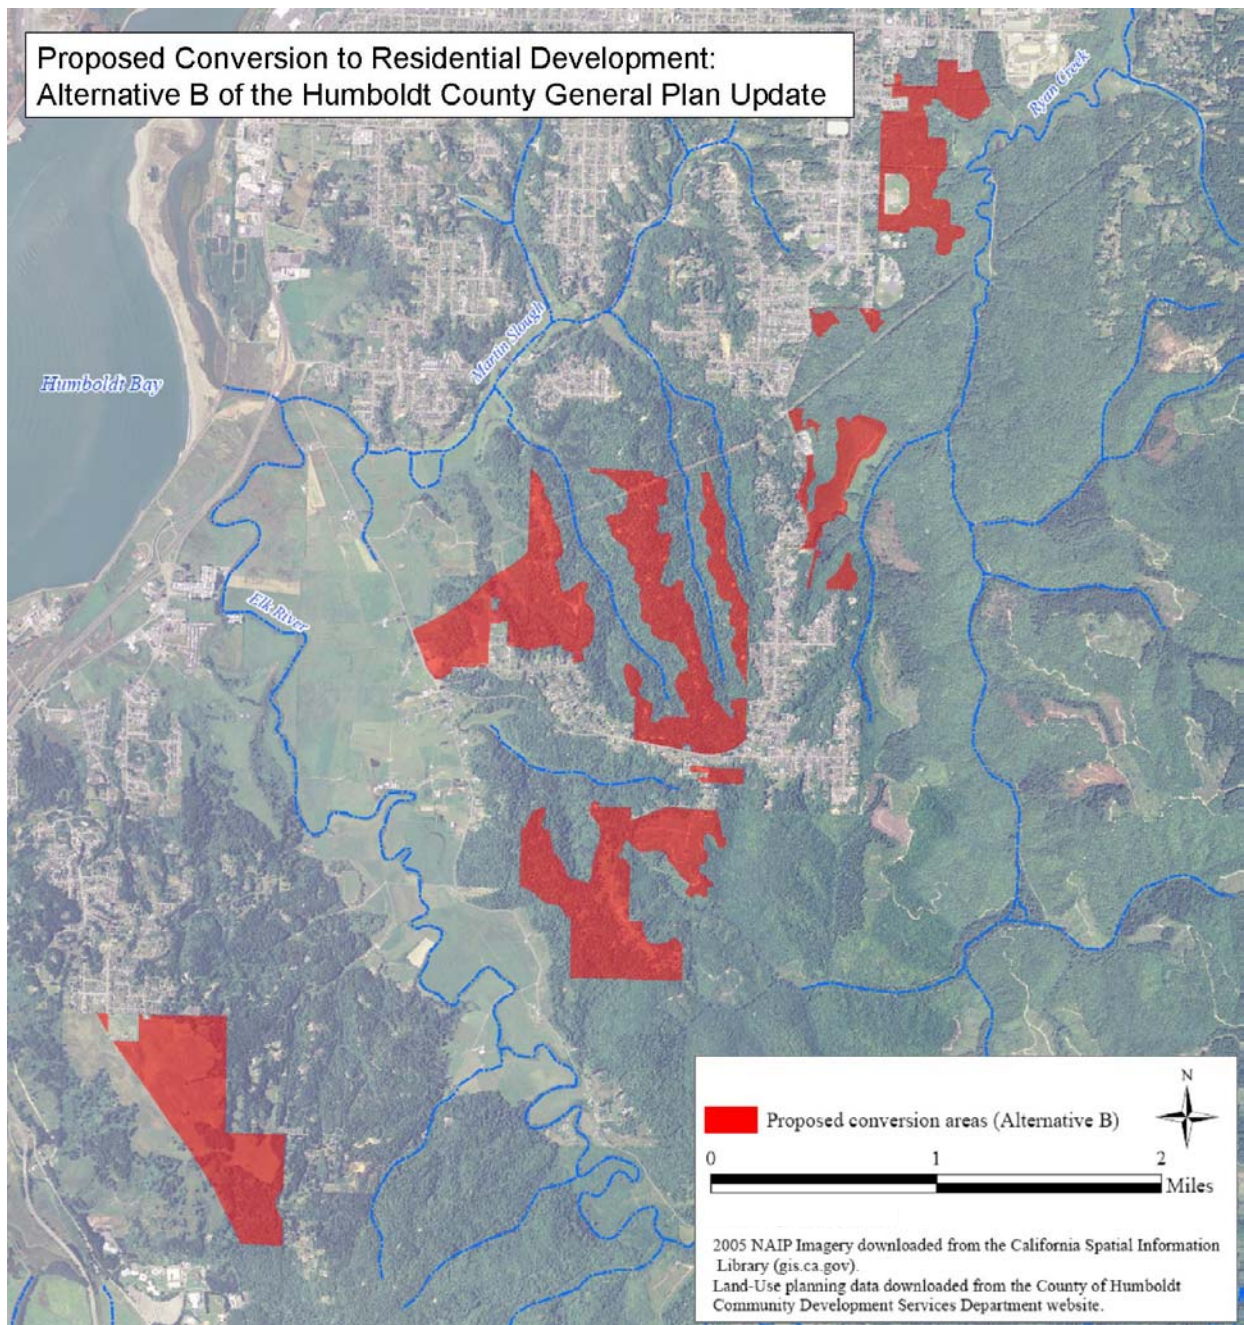 Proposed Conversion to Residential Development:
Alternative B of the Humboldt County General Plan Update
Ryan Creek
Martin Slough
Humboldt Bay
Elk River
N
Proposed conversion areas (Alternative B)
0 1 2
Miles
2005 NAIP Imagery downloaded from the California Spatial Information
Library (gis.ca.gov).
Land-Use planning data downloaded from the County of Humboldt
Community Development Services Department website.